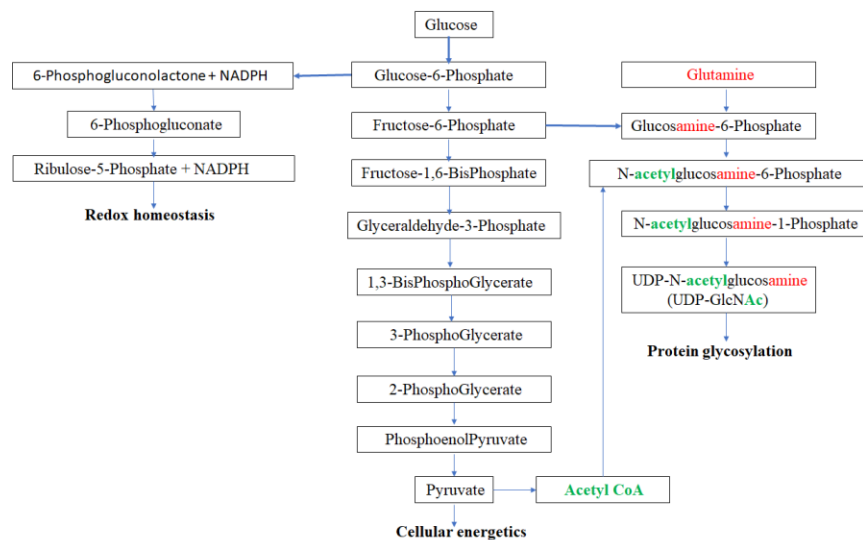 Glucose
6-Phosphogluconolactone + NADPH
Glucose-6-Phosphate
Glutamine
6-Phosphogluconate
Fructose-6-Phosphate
Glucosamine-6-Phosphate
Ribulose-5-Phosphate + NADPH
Fructose-1,6-BisPhosphate
N-acetylglucosamine-6-Phosphate
Redox homeostasis
Glyceraldehyde-3-Phosphate
N-acetylglucosamine-1-Phosphate
1,3-BisPhosphoGlycerate
UDP-N-acetylglucosamine
(UDP-GlcNAc)
3-PhosphoGlycerate
Protein glycosylation
2-PhosphoGlycerate
PhosphoenolPyruvate
Pyruvate
Acetyl CoA
Cellular energetics